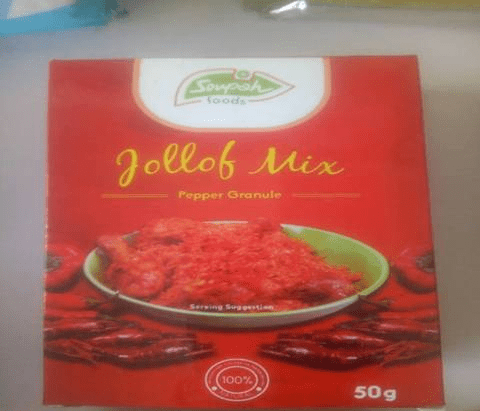 Soupah
foods
Jollof Mix
Pepper Granule
Serving Suggestion
100%
50g